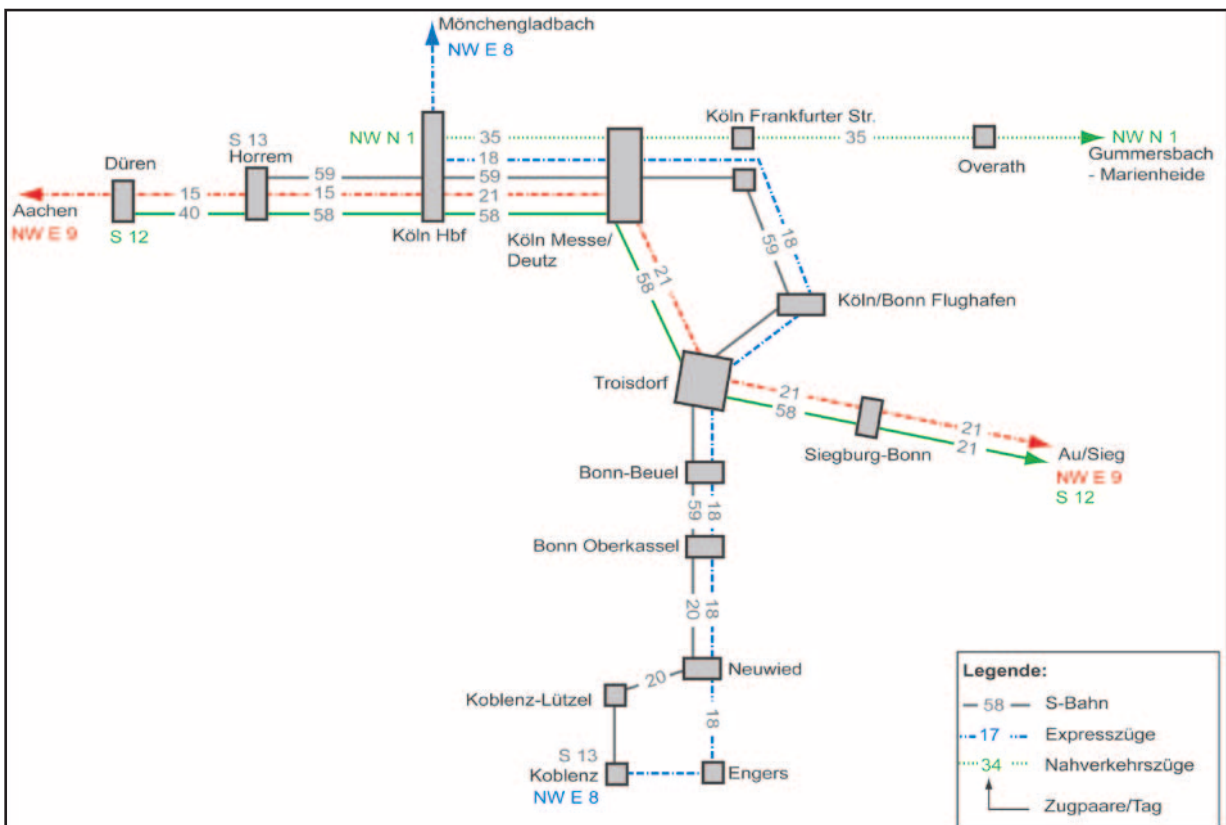 Mönchengladbach
NW E 8
Köln Frankfurter Str.
NW N 1
35
35
NW N 1
Gummersbach
- Marienheide
Overath
S 13
Horrem
Düren
18
59
59
15
15
21
40
58
58
Aachen
NW E 9
S 12
Köln Hbf
Köln Messe/
Deutz
18
59
21
58
Köln/Bonn Flughafen
Troisdorf
21
58
21
21
Siegburg-Bonn
Au/Sieg
NW E 9
S 12
Bonn-Beuel
59
18
Bonn Oberkassel
20
18
Neuwied
20
Koblenz-Lützel
18
S 13
Koblenz
NW E 8
Engers
Legende:
58 S-Bahn
17 Expresszüge
34 Nahverkehrszüge
Zugpaare/Tag